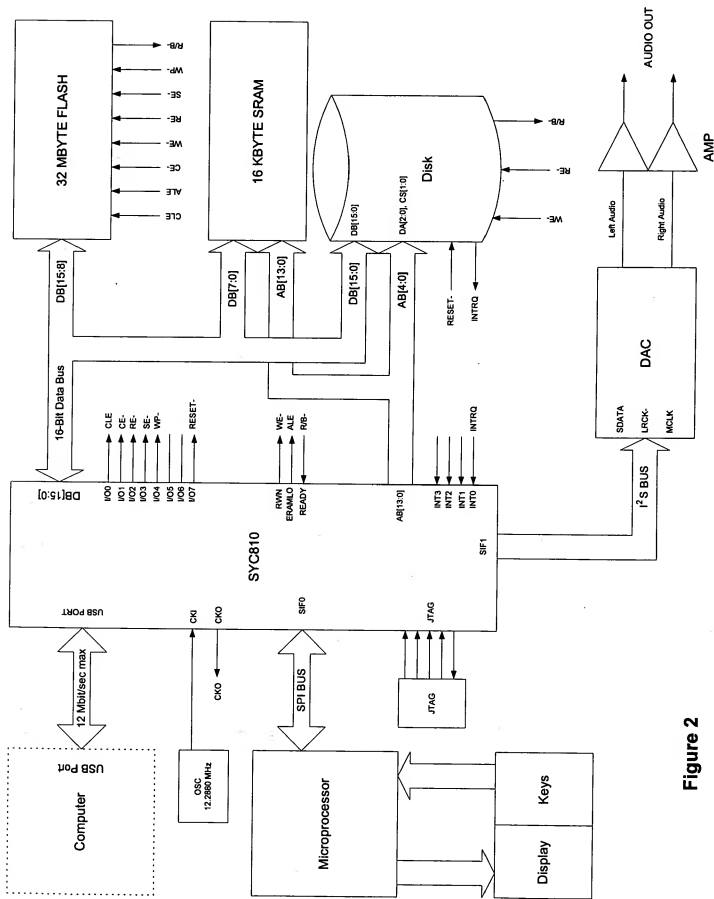 Computer
USB Port
12 Mbit/sec max
OSC
12.2880 MHz
CKO
SPI BUS
Microprocessor
Display
Keys
JTAG
USB PORT
CKI
CKO
SIF0
JTAG
SYC810
DB[15:0]
I/O0
I/O1
I/O2
I/O3
I/O4
I/O5
I/O6
I/O7
RWN
ERAMLO
READY
AB[13:0]
INT3
INT2
INT1
INT0
SIF1
CLE
CE-
RE-
SE-
WP-
RESET-
WE-
ALE
R/B-
INTRQ
16-Bit Data Bus
DB[15:8]
DB[7:0]
AB[13:0]
DB[15:0]
AB[4:0]
RESET-
INTRQ
32 MBYTE FLASH
CLE
ALE
CE-
WE-
RE-
SE-
WP-
R/B-
16 KBYTE SRAM
DB[15:0]
DA[2:0], CS[1:0]
Disk
WE-
RE-
R/B-
I2S BUS
SDATA
LRCK-
MCLK
DAC
Left Audio
Right Audio
AMP
AUDIO OUT
Figure 2